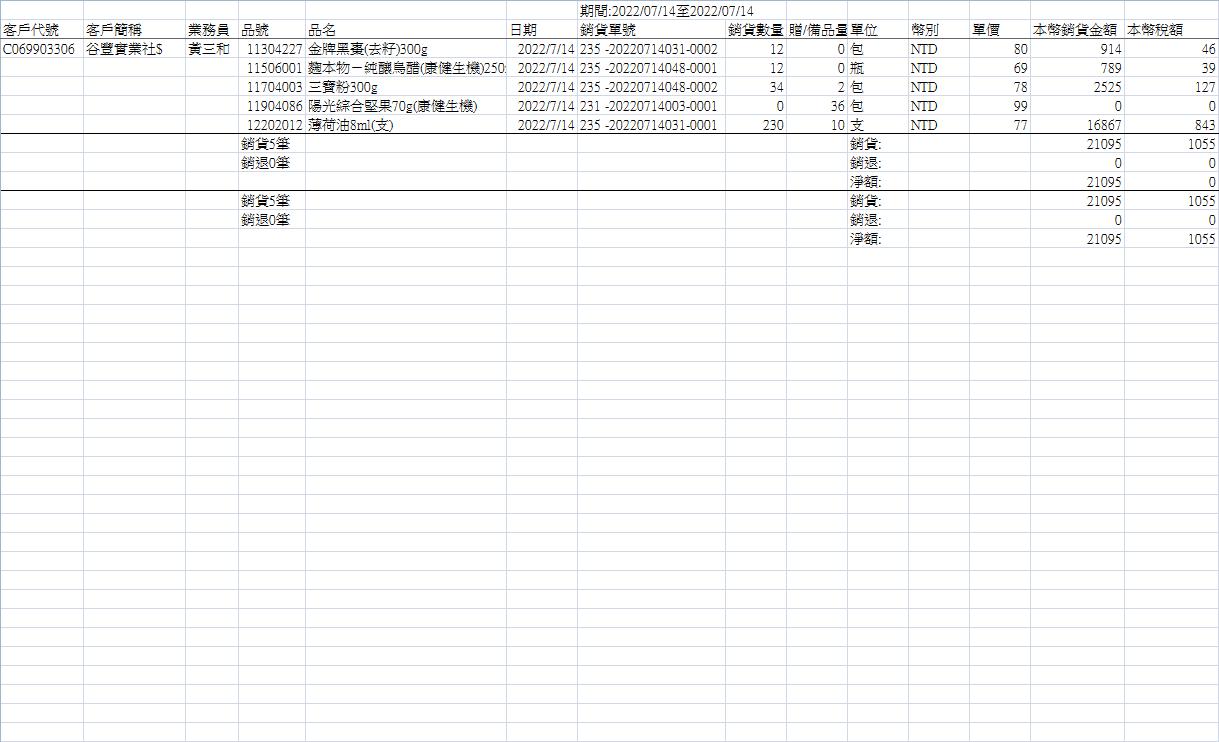 期間:2022/07/14至2022/07/14
客戶代號 客戶簡稱 業務員 品號 品名 日期 銷貨單號 銷貨數量 贈/備品量 單位 幣別 單價 本幣銷貨金額 本幣稅額
C069903306 谷豐實業社$ 黃三和 11304227 金牌黑棗(去籽)300g 2022/7/14 235 -20220714031-0002 12 0 包 NTD 80 914 46
11506001 麴本物－純釀烏醋(康健生機)250 2022/7/14 235 -20220714048-0001 12 0 瓶 NTD 69 789 39
11704003 三寶粉300g 2022/7/14 235 -20220714048-0002 34 2 包 NTD 78 2525 127
11904086 陽光綜合堅果70g(康健生機) 2022/7/14 231 -20220714003-0001 0 36 包 NTD 99 0 0
12202012 薄荷油8ml(支) 2022/7/14 235 -20220714031-0001 230 10 支 NTD 77 16867 843
銷貨5筆 銷貨: 21095 1055
銷退0筆 銷退: 0 0
淨額: 21095 0
銷貨5筆 銷貨: 21095 1055
銷退0筆 銷退: 0 0
淨額: 21095 1055